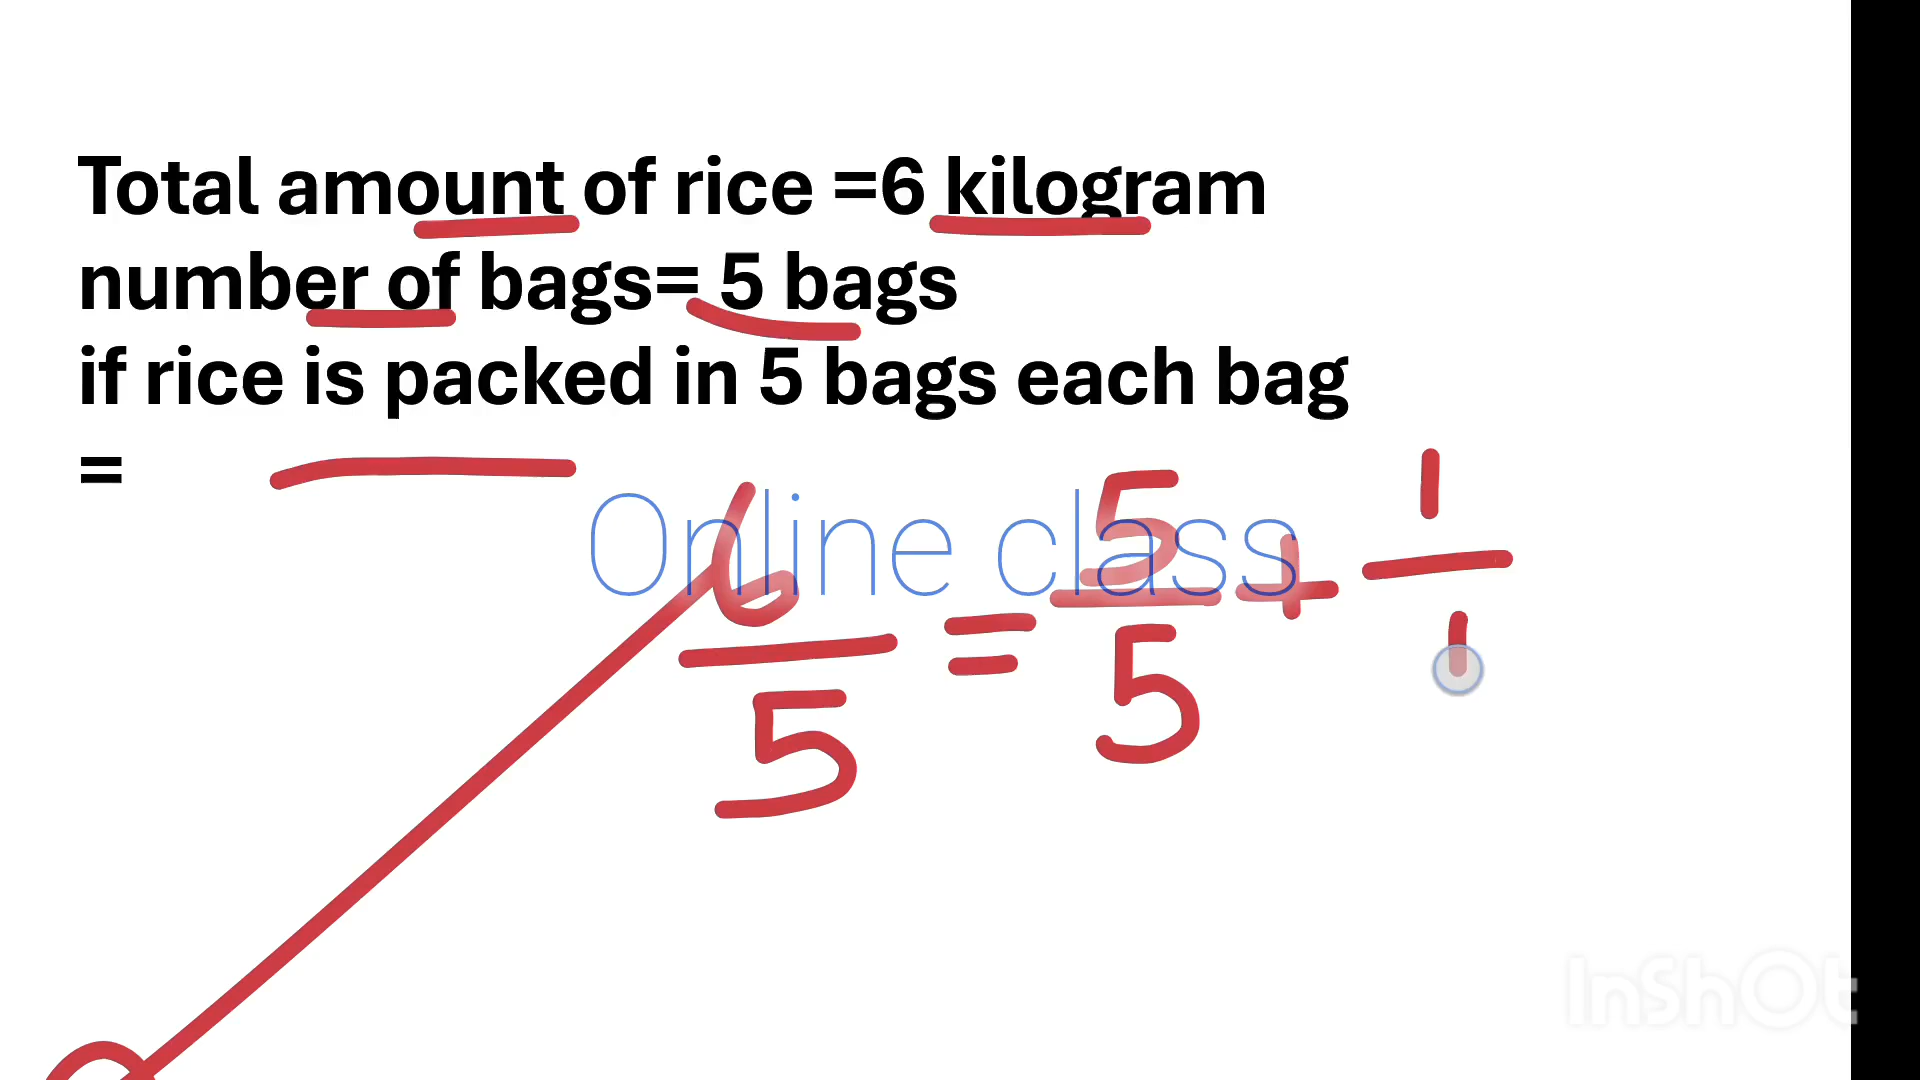 Total amount of rice =6 kilogram
number of bags= 5 bags
if rice is packed in 5 bags each bag
=
Online class
6/5 = 5/5 + 1/1
InShOt